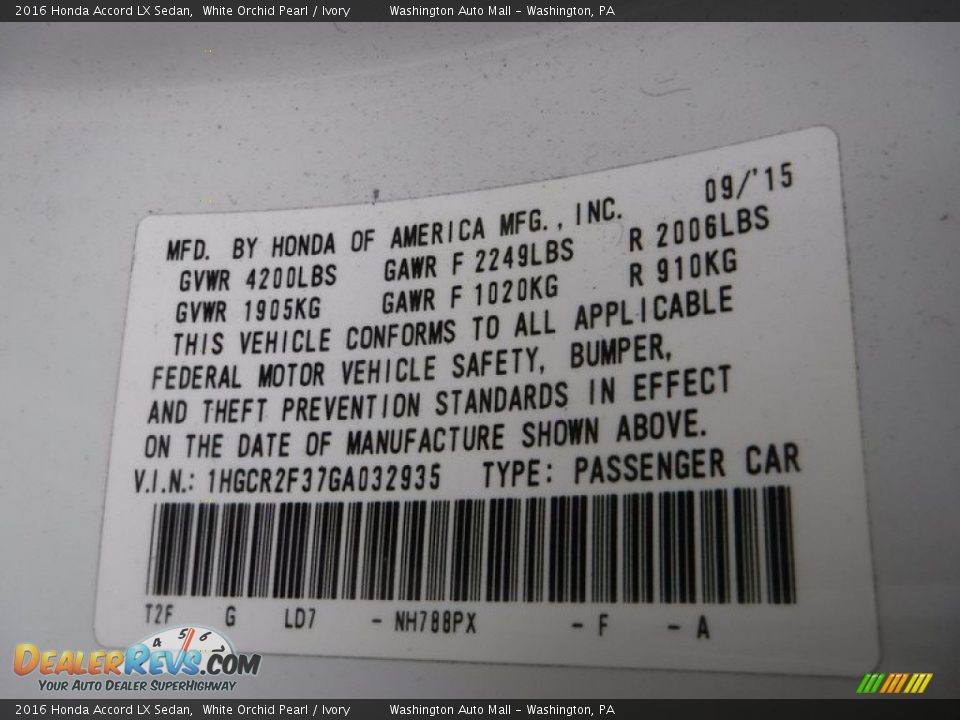 2016 Honda Accord LX Sedan, White Orchid Pearl / Ivory Washington Auto Mall - Washington, PA
09/'15
MFD. BY HONDA OF AMERICA MFG., INC.
GVWR 4200LBS GAWR F 2249LBS R 2006LBS
GVWR 1905KG GAWR F 1020KG R 910KG
THIS VEHICLE CONFORMS TO ALL APPLICABLE
FEDERAL MOTOR VEHICLE SAFETY, BUMPER,
AND THEFT PREVENTION STANDARDS IN EFFECT
ON THE DATE OF MANUFACTURE SHOWN ABOVE.
V.I.N.: 1HGCR2F37GA032935 TYPE: PASSENGER CAR
T2F G LD7 - NH788PX - F - A
4 5 6
DEALERREVS.COM
YOUR AUTO DEALER SUPERHIGHWAY
2016 Honda Accord LX Sedan, White Orchid Pearl / Ivory Washington Auto Mall - Washington, PA